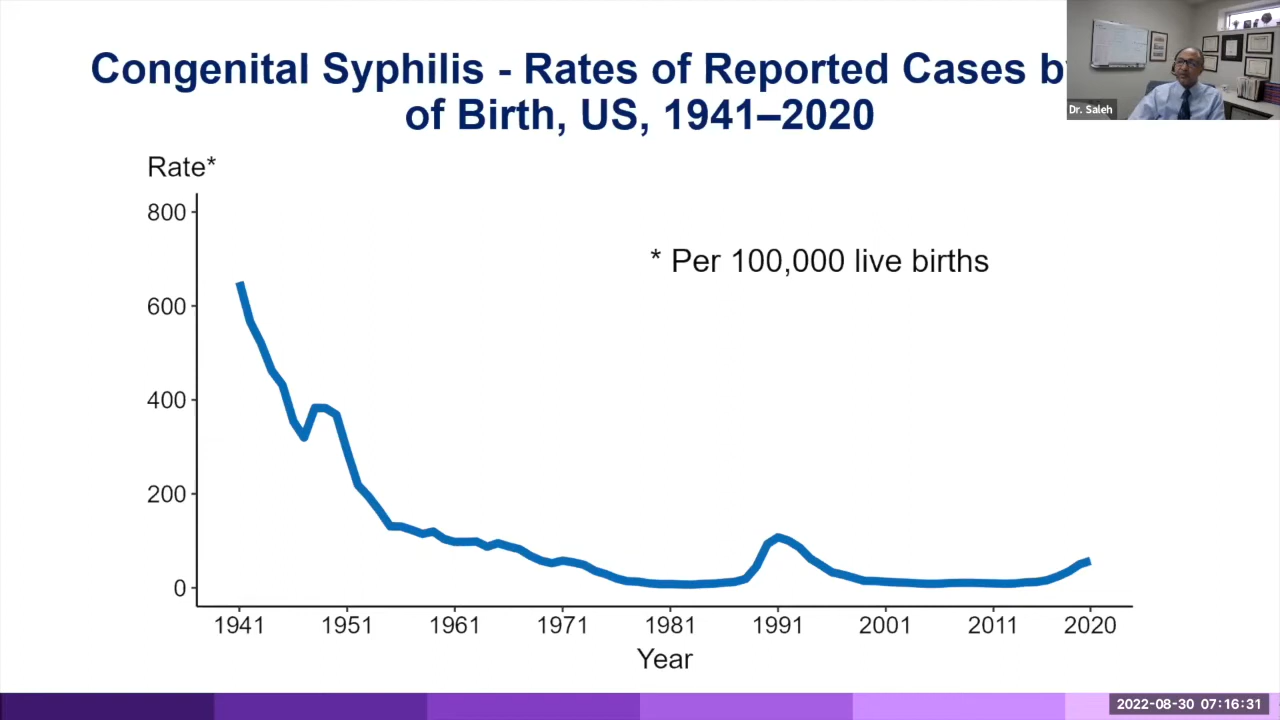 Congenital Syphilis - Rates of Reported Cases
of Birth, US, 1941–2020
Dr. Saleh
Rate*
800
* Per 100,000 live births
600
400
200
0
1941 1951 1961 1971 1981 1991 2001 2011 2020
Year
2022-08-30 07:16:31